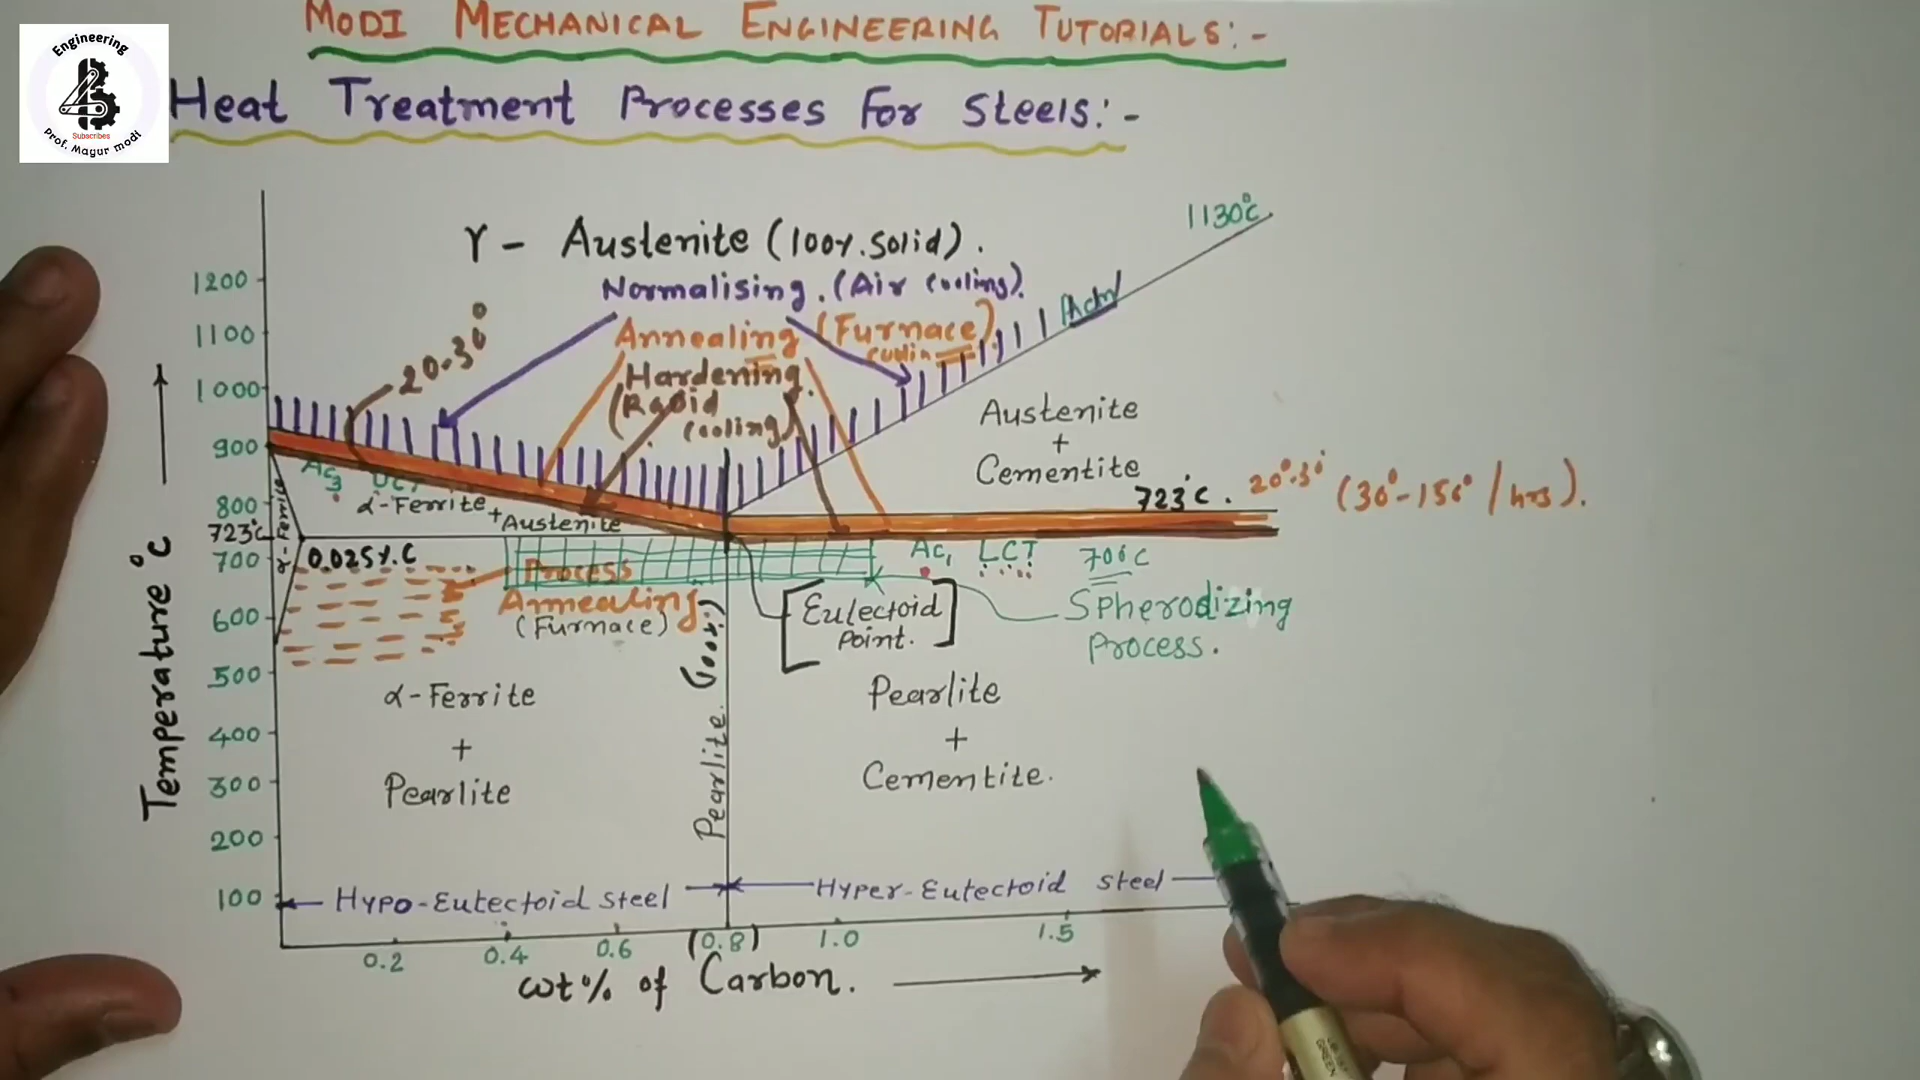 MODI MECHANICAL ENGINEERING TUTORIALS:-
Engineering
Subscribes
Prof. Mayur modi
Heat Treatment Processes For Steels:-
1130°c
γ - Austenite (100%.Solid).
Normalising. (Air cooling).
1200
Annealing (Furnace)
Acm
1100
20-30°
Hardening
(Rapid
cooling)
1000
Austenite
+
Cementite
900
Ac3
723°C. 20°-30° (30°-150°/hrs).
800
α-Ferrite + Austenite
723°C
700
0.025%.C
Process
Ac1 LCT 700C
Annealing
(Furnace)
600
[Eutectoid
Point.]
Spherodizing
Process.
500
(100%)
α-Ferrite
+
Pearlite
Pearlite
+
Cementite.
Pearlite.
400
300
200
100
Temperature °C
Hypo-Eutectoid steel
Hyper-Eutectoid steel
0.2 0.4 0.6 (0.8) 1.0 1.5
wt% of Carbon.
GREEN